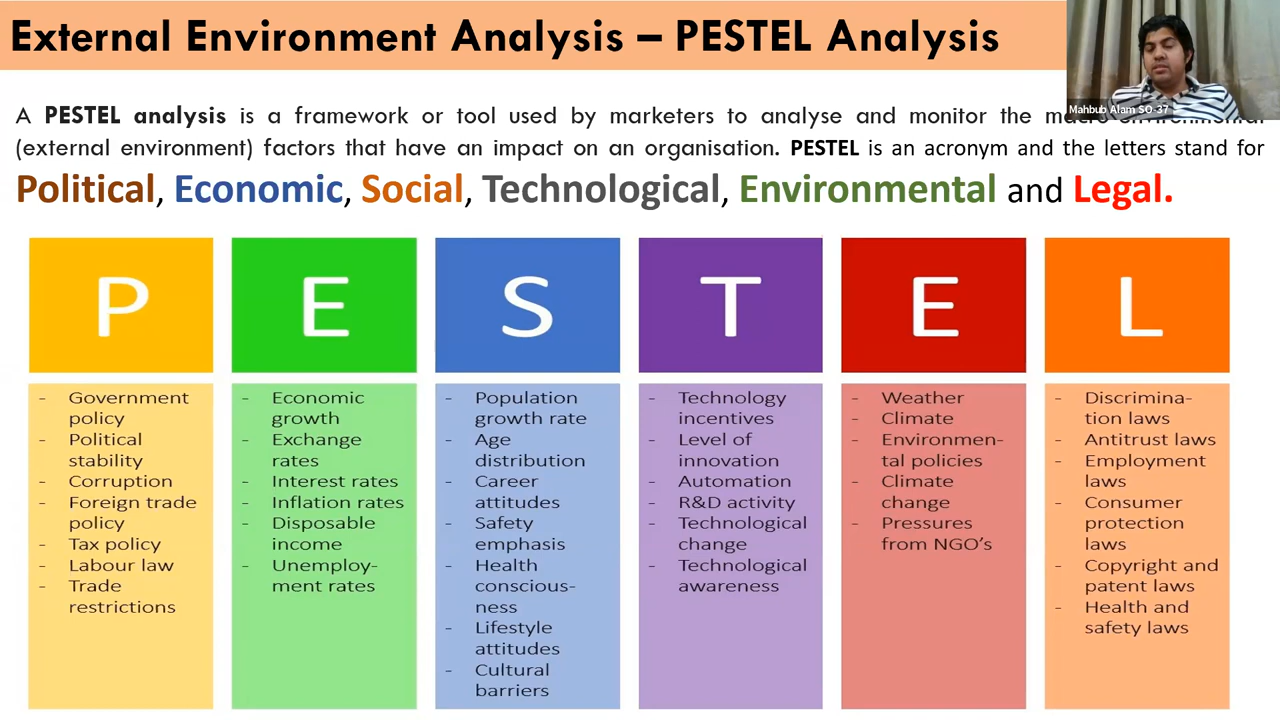 External Environment Analysis – PESTEL Analysis
Mahbub Alam SO-37
A PESTEL analysis is a framework or tool used by marketers to analyse and monitor the
(external environment) factors that have an impact on an organisation. PESTEL is an acronym and the letters stand for
Political, Economic, Social, Technological, Environmental and Legal.
P
- Government
policy
- Political
stability
- Corruption
- Foreign trade
policy
- Tax policy
- Labour law
- Trade
restrictions
E
- Economic
growth
- Exchange
rates
- Interest rates
- Inflation rates
- Disposable
income
- Unemploy-
ment rates
S
- Population
growth rate
- Age
distribution
- Career
attitudes
- Safety
emphasis
- Health
conscious-
ness
- Lifestyle
attitudes
- Cultural
barriers
T
- Technology
incentives
- Level of
innovation
- Automation
- R&D activity
- Technological
change
- Technological
awareness
E
- Weather
- Climate
- Environmen-
tal policies
- Climate
change
- Pressures
from NGO's
L
- Discrimina-
tion laws
- Antitrust laws
- Employment
laws
- Consumer
protection
laws
- Copyright and
patent laws
- Health and
safety laws